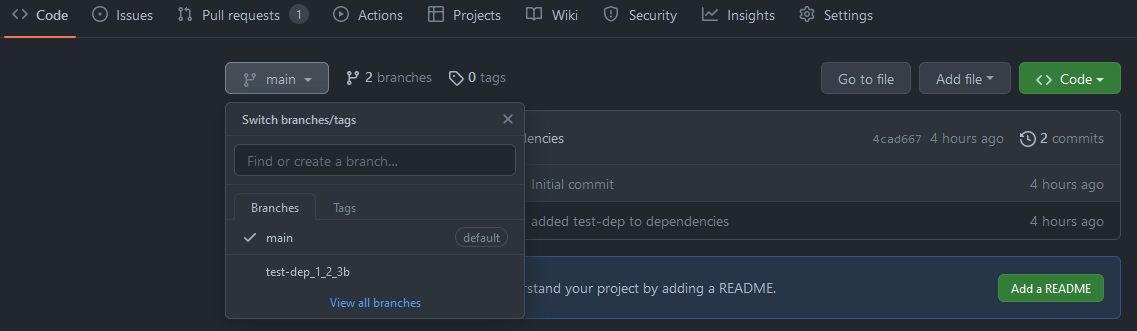 Code Issues Pull requests 1 Actions Projects Wiki Security Insights Settings
main 2 branches 0 tags Go to file Add file Code
Switch branches/tags
Find or create a branch...
Branches Tags
main default
test-dep_1_2_3b
View all branches
dencies 4cad667 4 hours ago 2 commits
Initial commit 4 hours ago
added test-dep to dependencies 4 hours ago
rstand your project by adding a README. Add a README